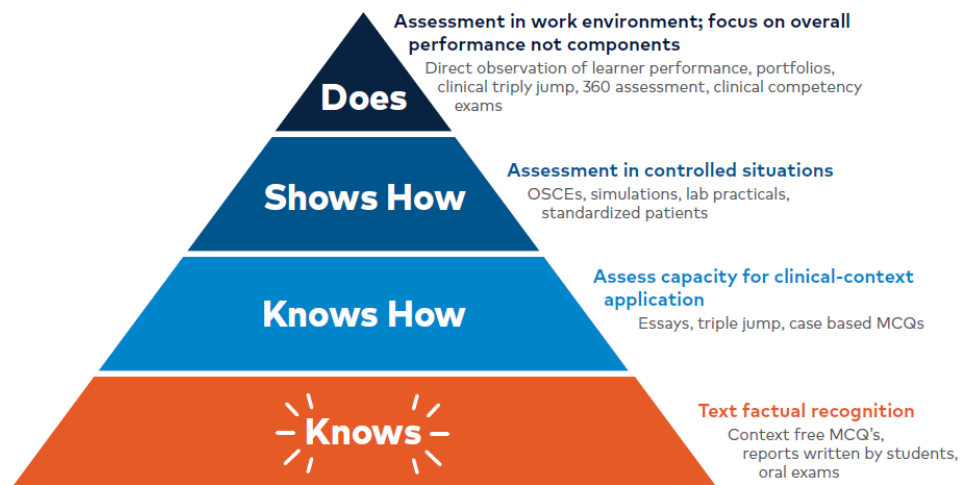 Assessment in work environment; focus on overall
performance not components
Direct observation of learner performance, portfolios,
clinical triply jump, 360 assessment, clinical competency
exams
Does
Assessment in controlled situations
OSCEs, simulations, lab practicals,
standardized patients
Shows How
Assess capacity for clinical-context
application
Essays, triple jump, case based MCQs
Knows How
Text factual recognition
Context free MCQ’s,
reports written by students,
oral exams
Knows